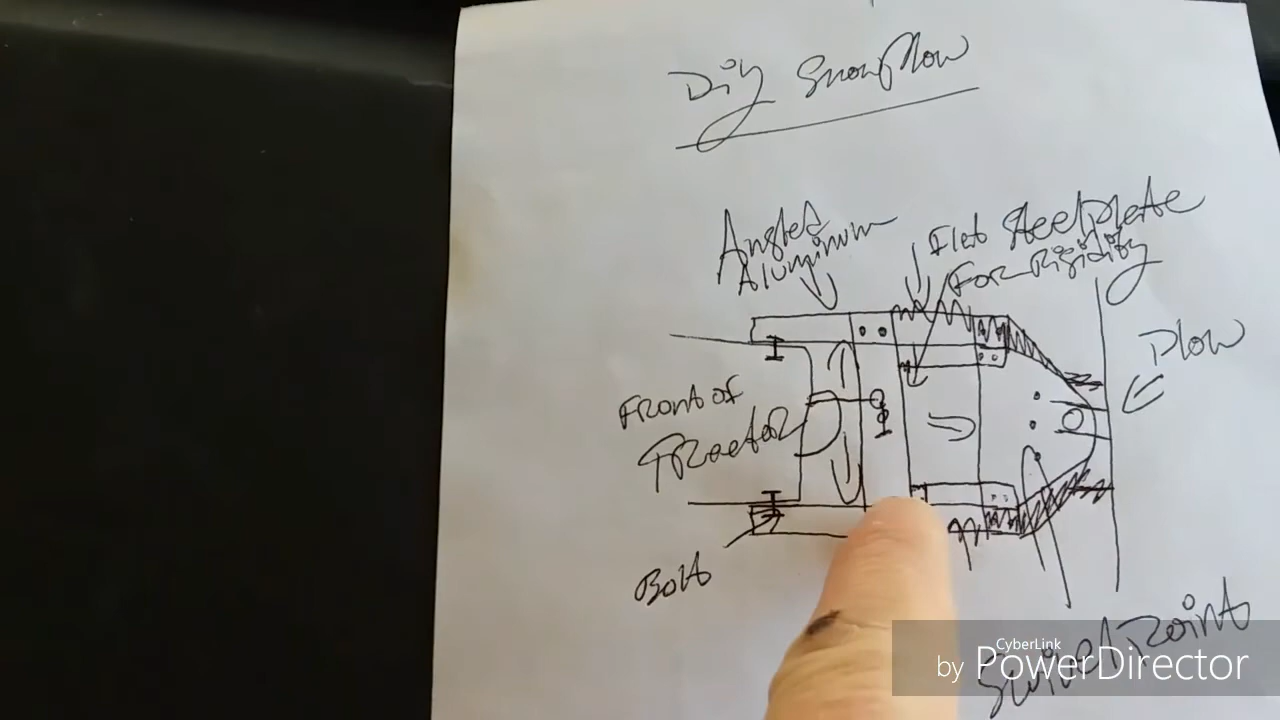 DIY SnowPlow
Angled
Aluminum
Flat Steel plate
For Rigidity
Plow
Front of
Tractor
Bolt
Swivel Point
CyberLink
by PowerDirector